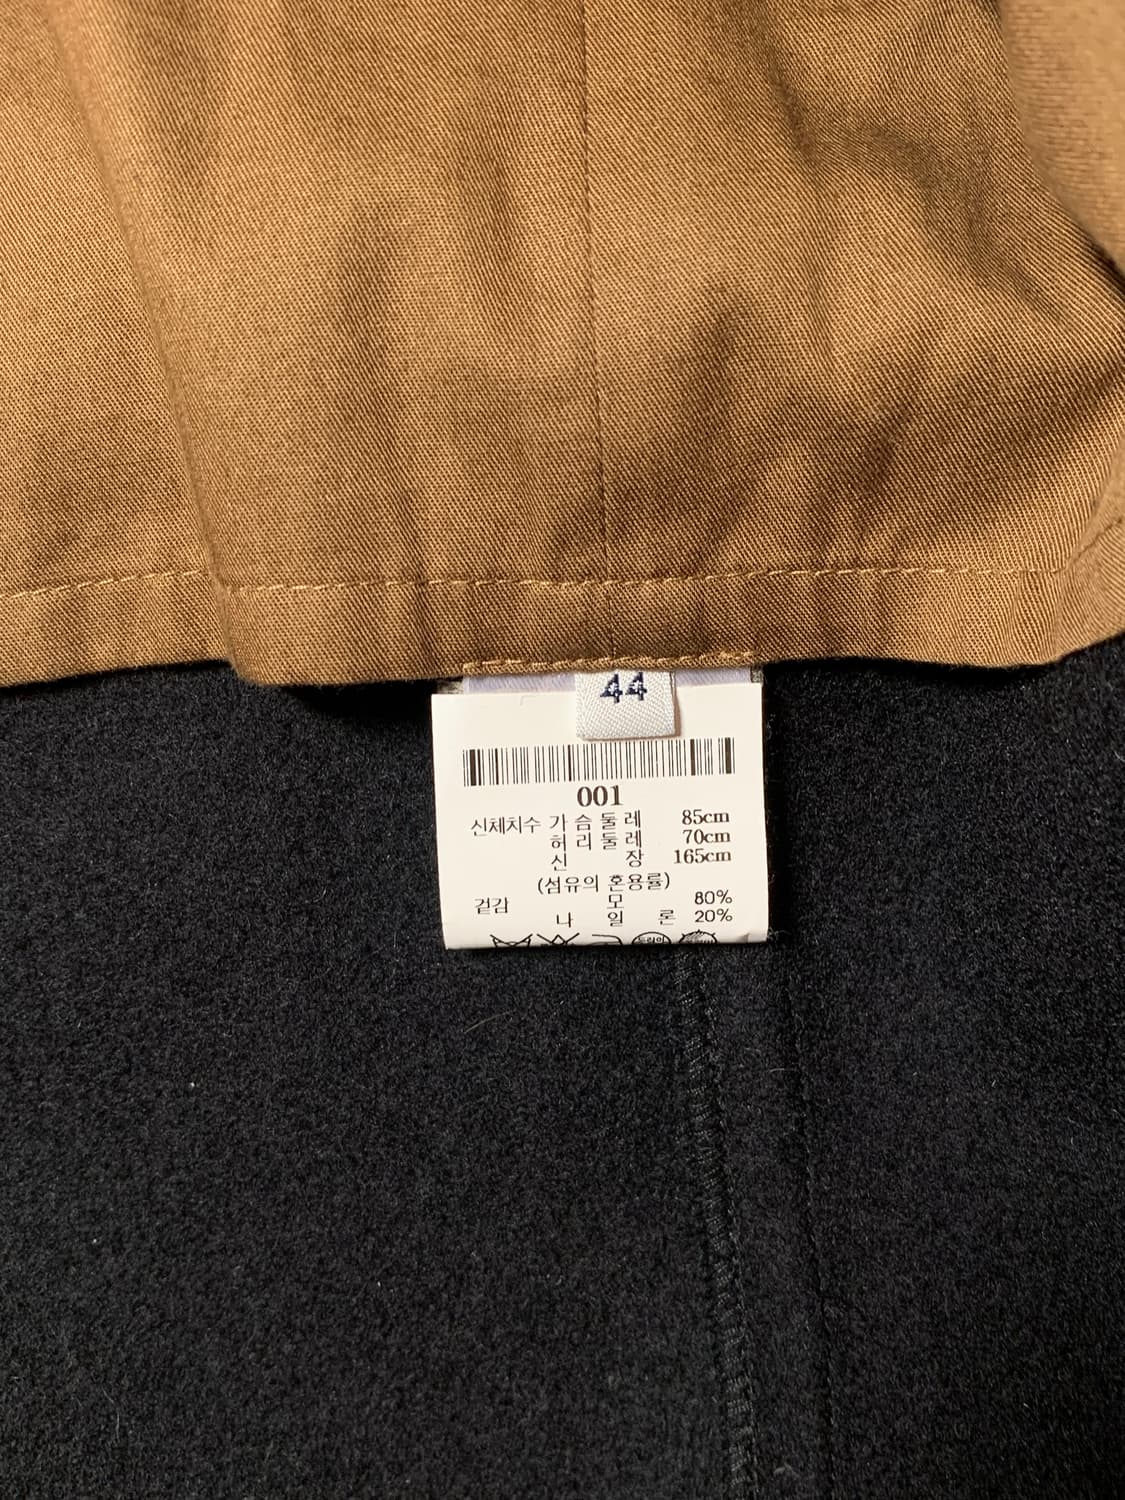 44
001
신체치수 가슴둘레 85cm
허리둘레 70cm
신 장 165cm
(섬유의 혼용률)
겉감 모 80%
나 일 론 20%